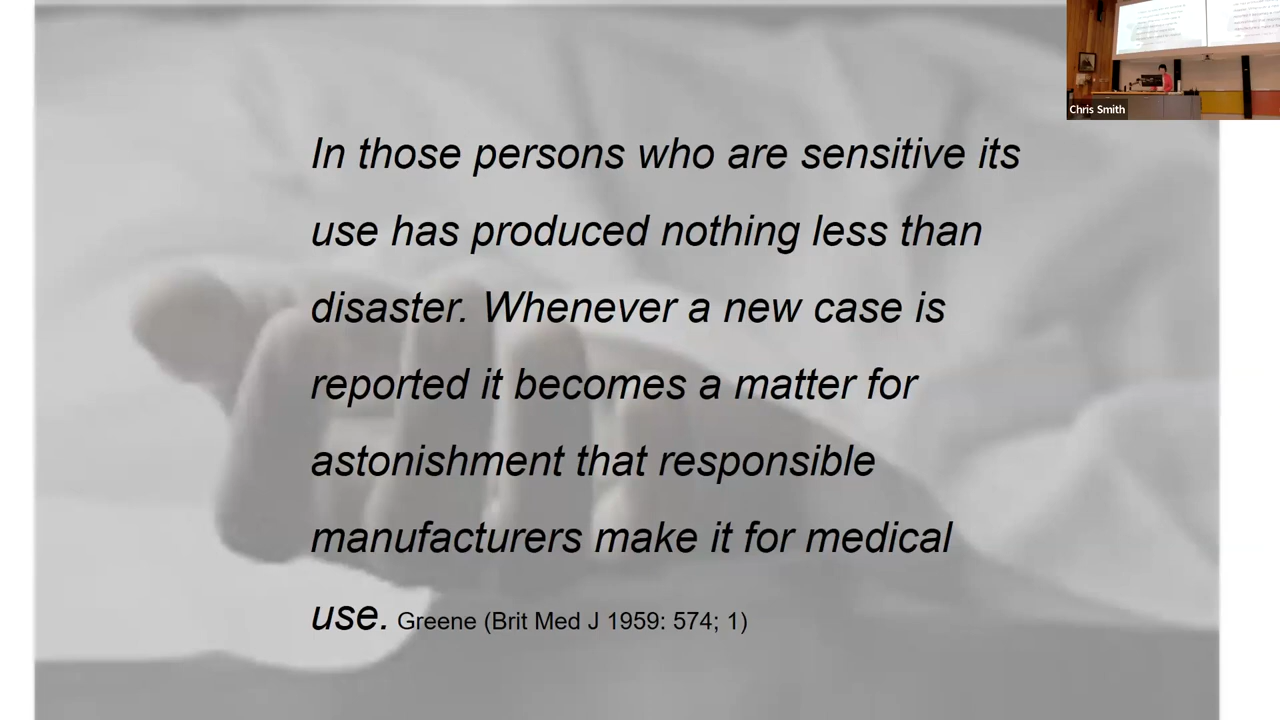 In those persons who are sensitive its
use has produced nothing less than
disaster. Whenever a new case is
reported it becomes a matter for
astonishment that responsible
manufacturers make it for medical
use. Greene (Brit Med J 1959: 574; 1)
Chris Smith